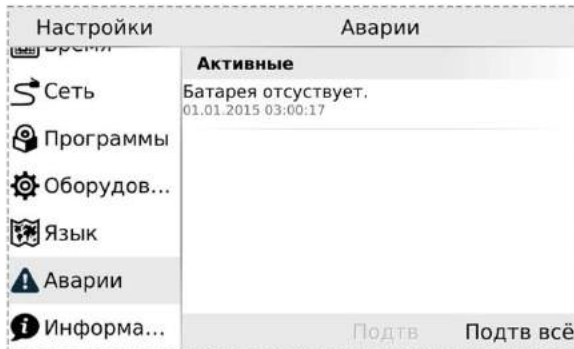 Настройки
Аварии
Время
Сеть
Программы
Оборудов...
Язык
Аварии
Информа...
Активные
Батарея отсуствует.
01.01.2015 03:00:17
Подтв
Подтв всё